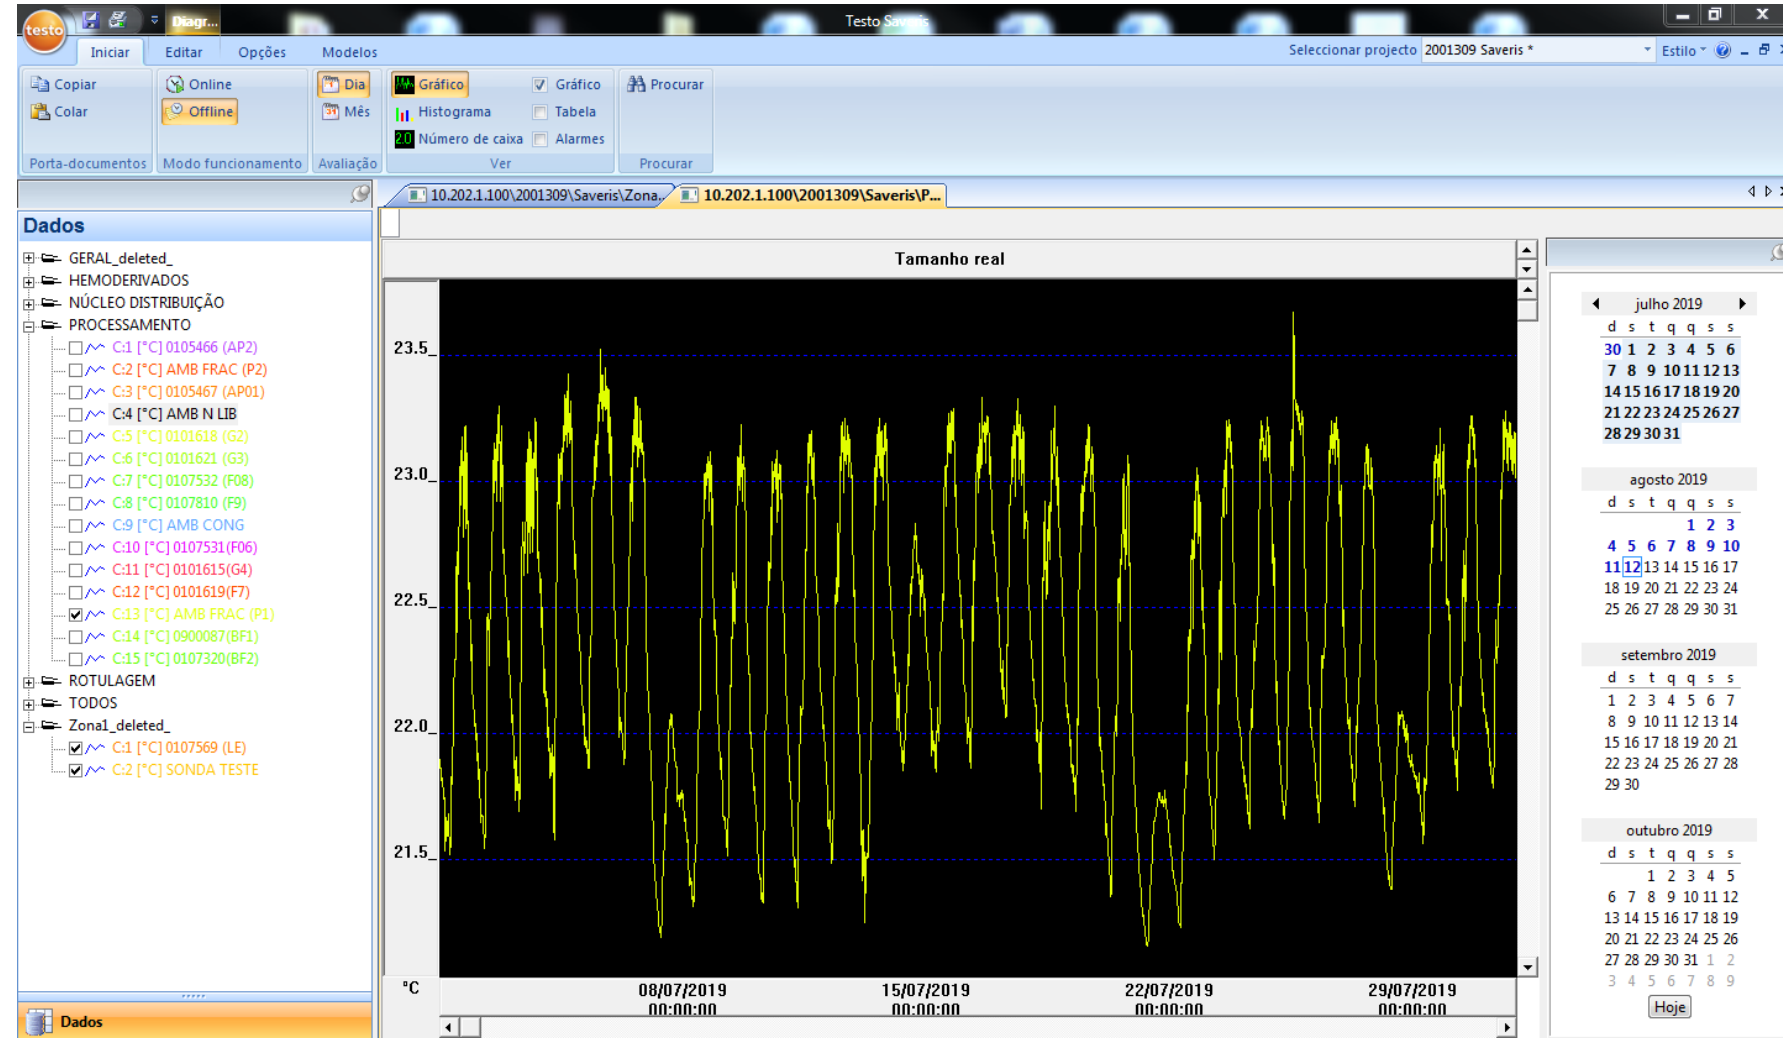 testo
Diagr...
Testo Saveris
Iniciar
Editar
Opções
Modelos
Seleccionar projecto
2001309 Saveris *
Estilo
Copiar
Colar
Porta-documentos
Online
Offline
Modo funcionamento
Dia
Mês
Avaliação
Gráfico
Histograma
2.0 Número de caixa
Gráfico
Tabela
Alarmes
Ver
Procurar
Procurar
10.202.1.100\2001309\Saveris\Zona..
10.202.1.100\2001309\Saveris\P...
Dados
GERAL_deleted_
HEMODERIVADOS
NÚCLEO DISTRIBUIÇÃO
PROCESSAMENTO
C:1 [°C] 0105466 (AP2)
C:2 [°C] AMB FRAC (P2)
C:3 [°C] 0105467 (AP01)
C:4 [°C] AMB N LIB
C:5 [°C] 0101618 (G2)
C:6 [°C] 0101621 (G3)
C:7 [°C] 0107532 (F08)
C:8 [°C] 0107810 (F9)
C:9 [°C] AMB CONG
C:10 [°C] 0107531(F06)
C:11 [°C] 0101615(G4)
C:12 [°C] 0101619(F7)
C:13 [°C] AMB FRAC (P1)
C:14 [°C] 0900087(BF1)
C:15 [°C] 0107320(BF2)
ROTULAGEM
TODOS
Zona1_deleted_
C:1 [°C] 0107569 (LE)
C:2 [°C] SONDA TESTE
Dados
Tamanho real
23.5_
23.0_
22.5_
22.0_
21.5_
°C
08/07/2019 15/07/2019 22/07/2019 29/07/2019
00:00:00 00:00:00 00:00:00 00:00:00
julho 2019
d s t q q s s
30 1 2 3 4 5 6
7 8 9 10 11 12 13
14 15 16 17 18 19 20
21 22 23 24 25 26 27
28 29 30 31
agosto 2019
d s t q q s s
1 2 3
4 5 6 7 8 9 10
11 12 13 14 15 16 17
18 19 20 21 22 23 24
25 26 27 28 29 30 31
setembro 2019
d s t q q s s
1 2 3 4 5 6 7
8 9 10 11 12 13 14
15 16 17 18 19 20 21
22 23 24 25 26 27 28
29 30
outubro 2019
d s t q q s s
1 2 3 4 5
6 7 8 9 10 11 12
13 14 15 16 17 18 19
20 21 22 23 24 25 26
27 28 29 30 31 1 2
3 4 5 6 7 8 9
Hoje